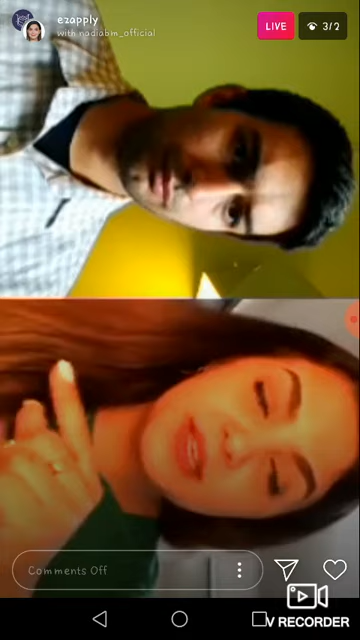 ezapply
with nadiabm_official
LIVE
3/2
Comments Off
V RECORDER